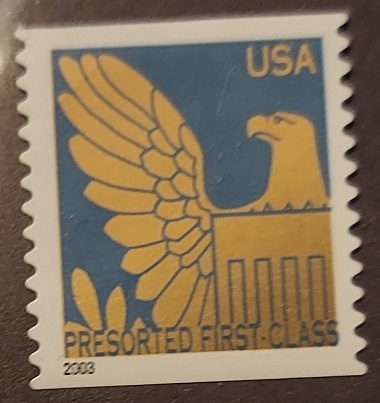 USA
PRESORTED FIRST-CLASS
2003